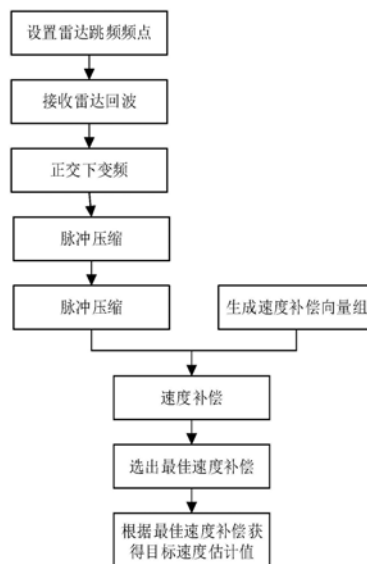 设置雷达跳频频点
接收雷达回波
正交下变频
脉冲压缩
脉冲压缩
生成速度补偿向量组
速度补偿
选出最佳速度补偿
根据最佳速度补偿获
得目标速度估计值